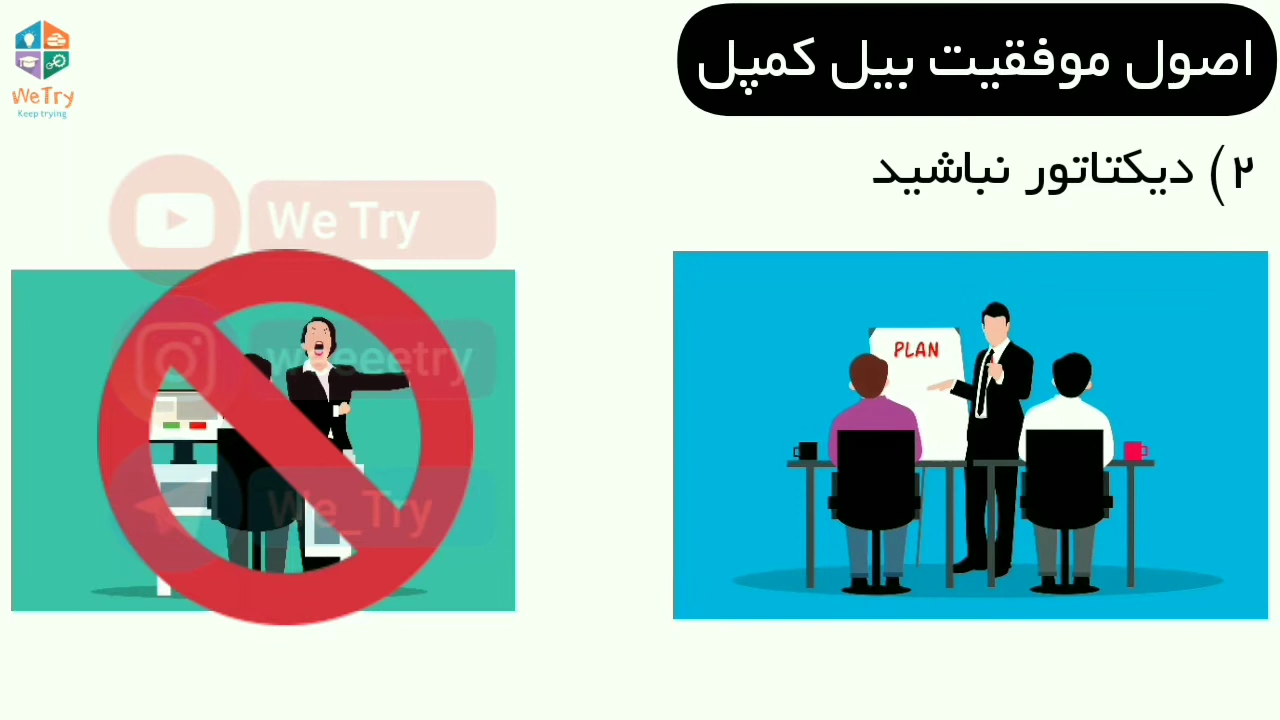 اصول موفقیت بیل کمپل
۲) دیکتاتور نباشید
WeTry
Keep trying
We Try
weeeetry
We_Try
PLAN